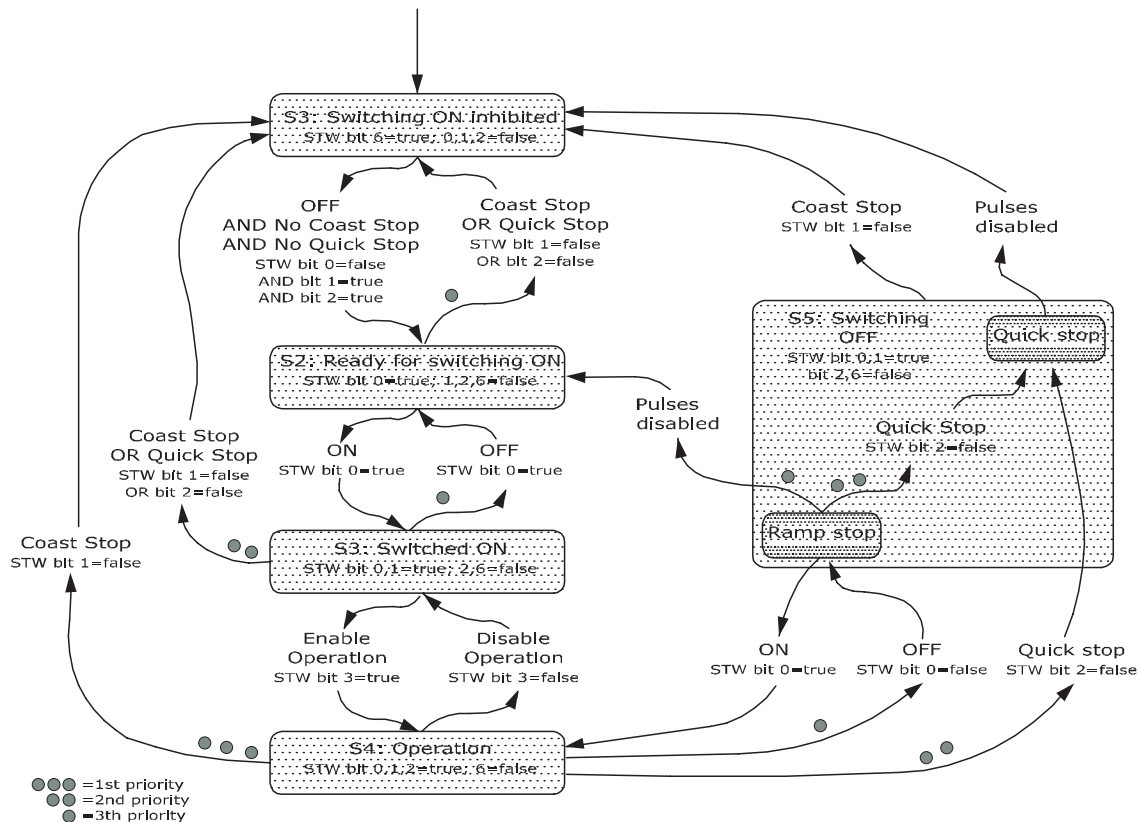 S3: Switching ON inhibited
STW bit 6=true; 0,1,2=false
OFF
AND No Coast Stop
AND No Quick Stop
STW bit 0=false
AND bit 1=true
AND bit 2=true
Coast Stop
OR Quick Stop
STW bit 1=false
OR bit 2=false
Coast Stop
STW bit 1=false
Pulses
disabled
S5: Switching
OFF
STW bit 0,1=true
bit 2,6=false
Quick stop
S2: Ready for switching ON
STW bit 0=true; 1,2,6=false
Pulses
disabled
Quick Stop
STW bit 2=false
Coast Stop
OR Quick Stop
STW bit 1=false
OR bit 2=false
ON
STW bit 0=true
OFF
STW bit 0=true
Ramp stop
Coast Stop
STW bit 1=false
S3: Switched ON
STW bit 0,1=true; 2,6=false
Enable
Operation
STW bit 3=true
Disable
Operation
STW bit 3=false
ON
STW bit 0=true
OFF
STW bit 0=false
Quick stop
STW bit 2=false
S4: Operation
STW bit 0,1,2=true; 6=false
=1st priority
=2nd priority
=3th priority